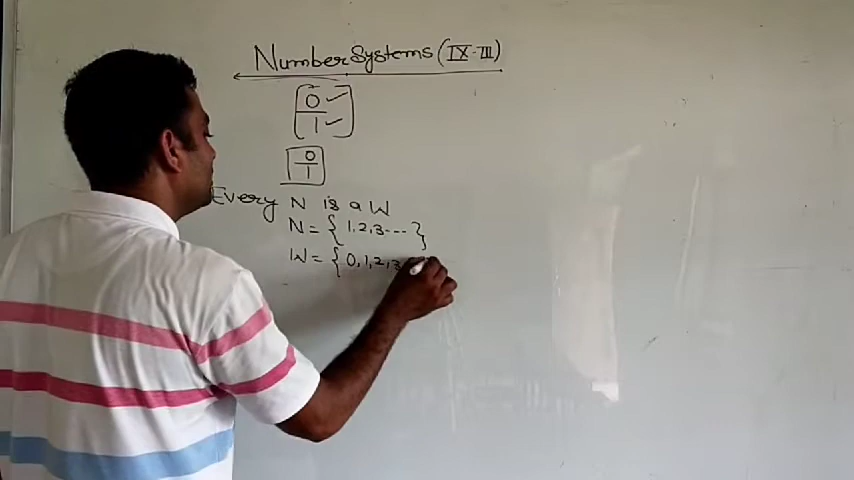 Number Systems (IX-III)
0
1
0
1
Every N is a W
N = { 1, 2, 3 --- }
W = { 0, 1, 2, 3